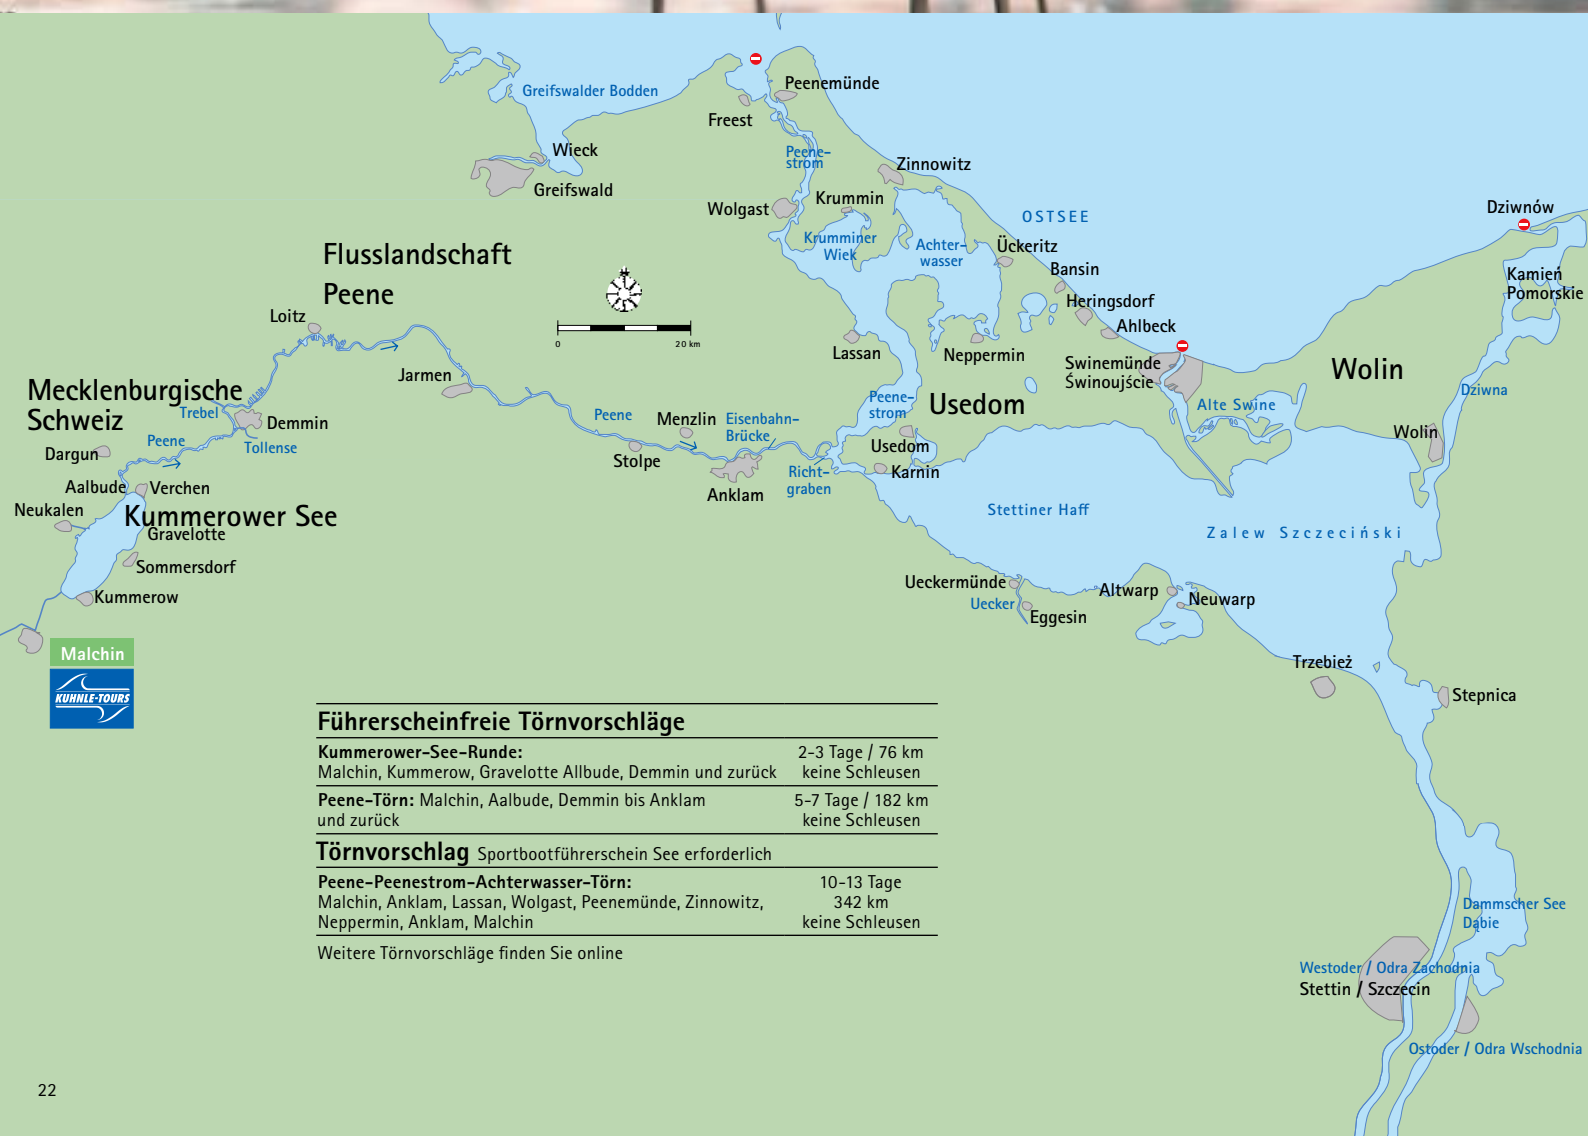 Greifswalder Bodden
Peenemünde
Freest
Wieck
Greifswald
Peene-
strom
Zinnowitz
Wolgast
Krummin
OSTSEE
Dziwnów
Krumminer
Wiek
Achter-
wasser
Ückeritz
Bansin
Heringsdorf
Ahlbeck
Kamień
Pomorskie
Flusslandschaft
Peene
Loitz
0
20 km
Lassan
Neppermin
Swinemünde
Świnoujście
Wolin
Jarmen
Mecklenburgische
Schweiz
Trebel
Demmin
Peene
Tollense
Dargun
Peene
Menzlin
Eisenbahn-
Brücke
Stolpe
Anklam
Richt-
graben
Peene-
strom
Usedom
Usedom
Karnin
Alte Swine
Dziwna
Wolin
Aalbude
Verchen
Neukalen
Kummerower See
Gravelotte
Sommersdorf
Kummerow
Stettiner Haff
Zalew Szczeciński
Ueckermünde
Uecker
Eggesin
Altwarp
Neuwarp
Trzebież
Stepnica
Malchin
KUHNLE-TOURS
Führerscheinfreie Törnvorschläge
Kummerower-See-Runde: 2-3 Tage / 76 km
Malchin, Kummerow, Gravelotte Allbude, Demmin und zurück keine Schleusen
Peene-Törn: Malchin, Aalbude, Demmin bis Anklam 5-7 Tage / 182 km
und zurück keine Schleusen
Törnvorschlag Sportbootführerschein See erforderlich
Peene-Peenestrom-Achterwasser-Törn: 10-13 Tage
Malchin, Anklam, Lassan, Wolgast, Peenemünde, Zinnowitz, 342 km
Neppermin, Anklam, Malchin keine Schleusen
Weitere Törnvorschläge finden Sie online
Dammscher See
Dąbie
Westoder / Odra Zachodnia
Stettin / Szczecin
Ostoder / Odra Wschodnia
22